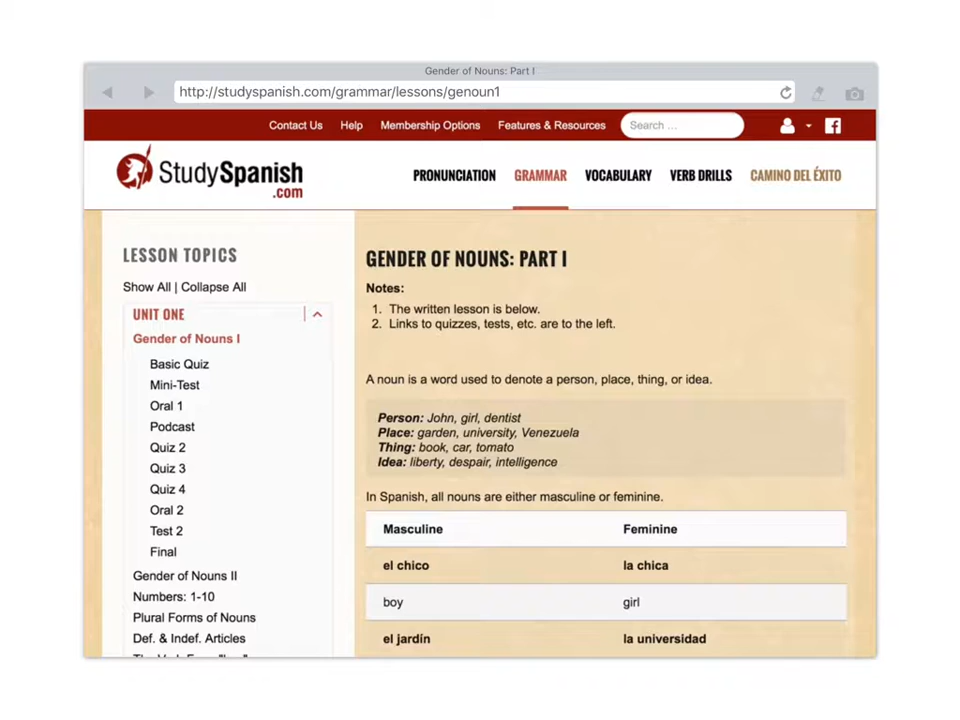 Gender of Nouns: Part I
http://studyspanish.com/grammar/lessons/genoun1
Contact Us Help Membership Options Features & Resources Search ...
StudySpanish
.com
PRONUNCIATION GRAMMAR VOCABULARY VERB DRILLS CAMINO DEL ÉXITO
LESSON TOPICS
Show All | Collapse All
UNIT ONE
Gender of Nouns I
Basic Quiz
Mini-Test
Oral 1
Podcast
Quiz 2
Quiz 3
Quiz 4
Oral 2
Test 2
Final
Gender of Nouns II
Numbers: 1-10
Plural Forms of Nouns
Def. & Indef. Articles
GENDER OF NOUNS: PART I
Notes:
1. The written lesson is below.
2. Links to quizzes, tests, etc. are to the left.
A noun is a word used to denote a person, place, thing, or idea.
Person: John, girl, dentist
Place: garden, university, Venezuela
Thing: book, car, tomato
Idea: liberty, despair, intelligence
In Spanish, all nouns are either masculine or feminine.
Masculine Feminine
el chico la chica
boy girl
el jardín la universidad